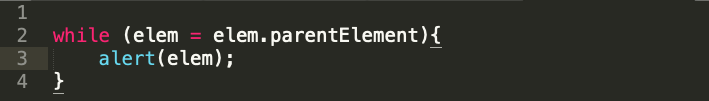 1
2 while (elem = elem.parentElement){
3     alert(elem);
4 }